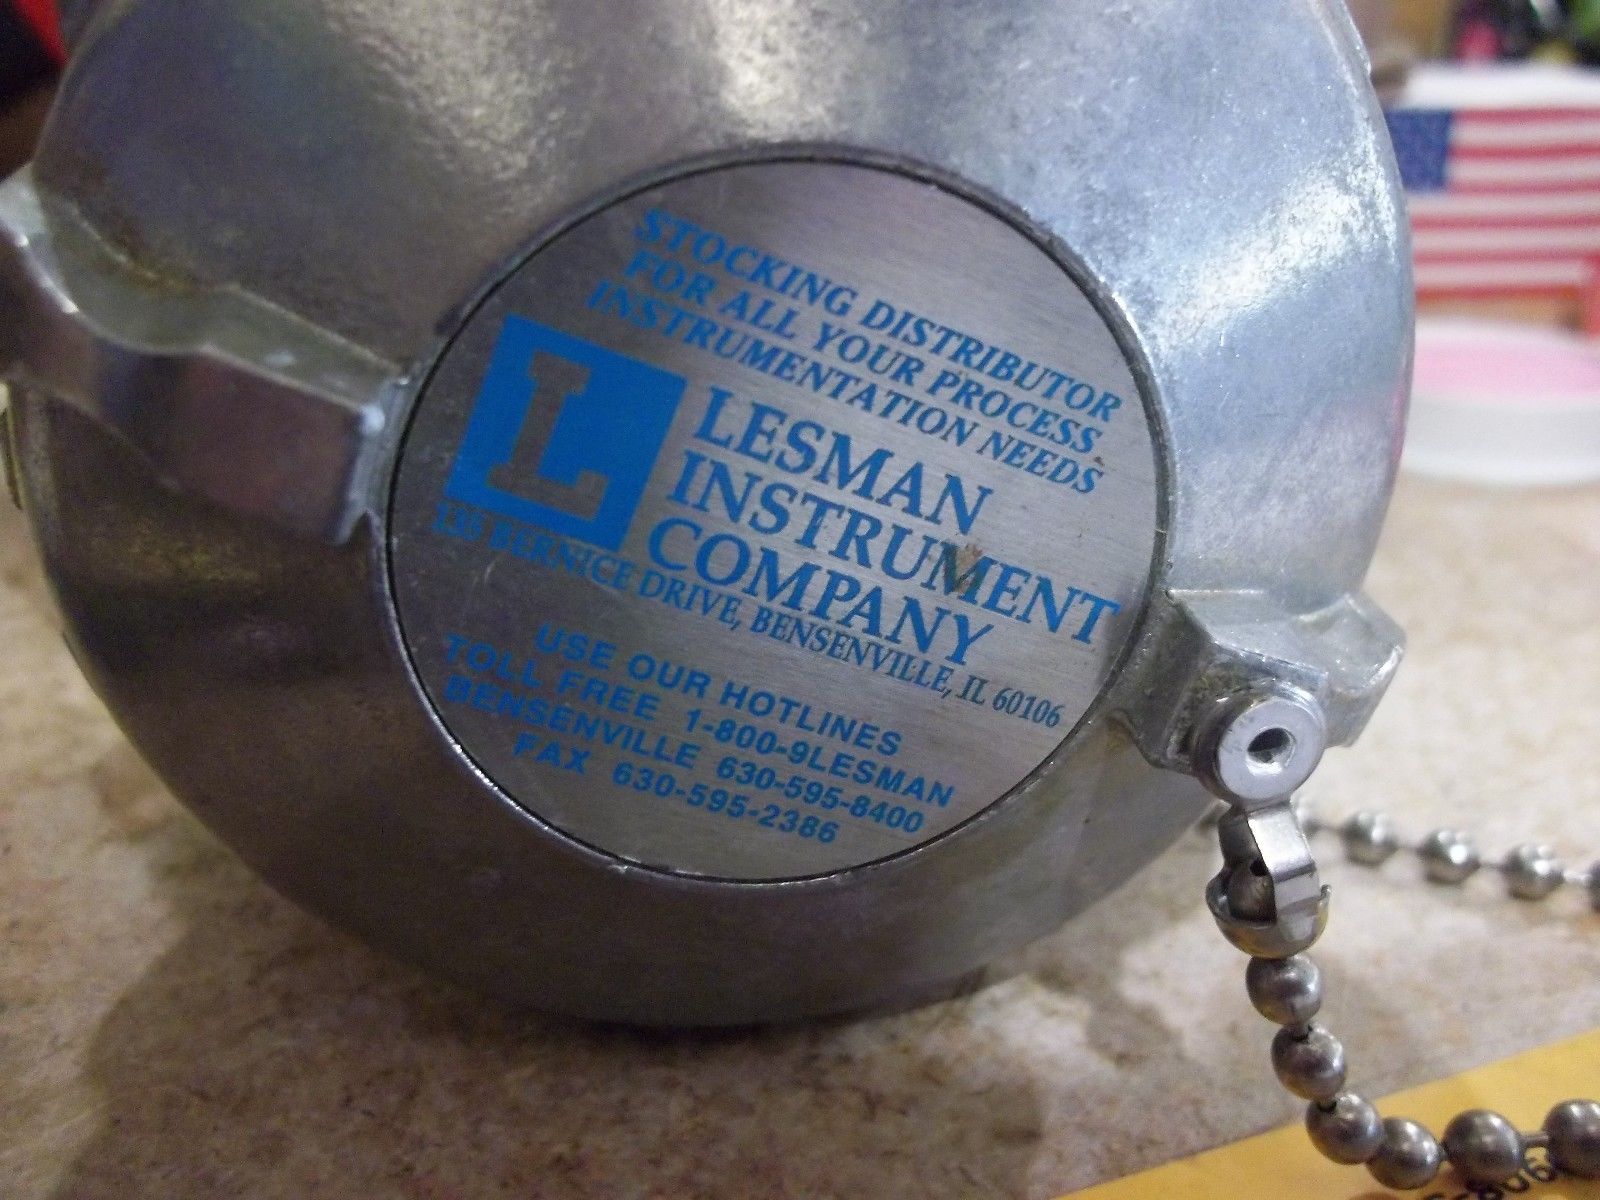 STOCKING DISTRIBUTOR
FOR ALL YOUR PROCESS
INSTRUMENTATION NEEDS
L
LESMAN
INSTRUMENT
COMPANY
135 BERNICE DRIVE, BENSENVILLE, IL 60106
USE OUR HOTLINES
TOLL FREE 1-800-9LESMAN
BENSENVILLE 630-595-8400
FAX 630-595-2386